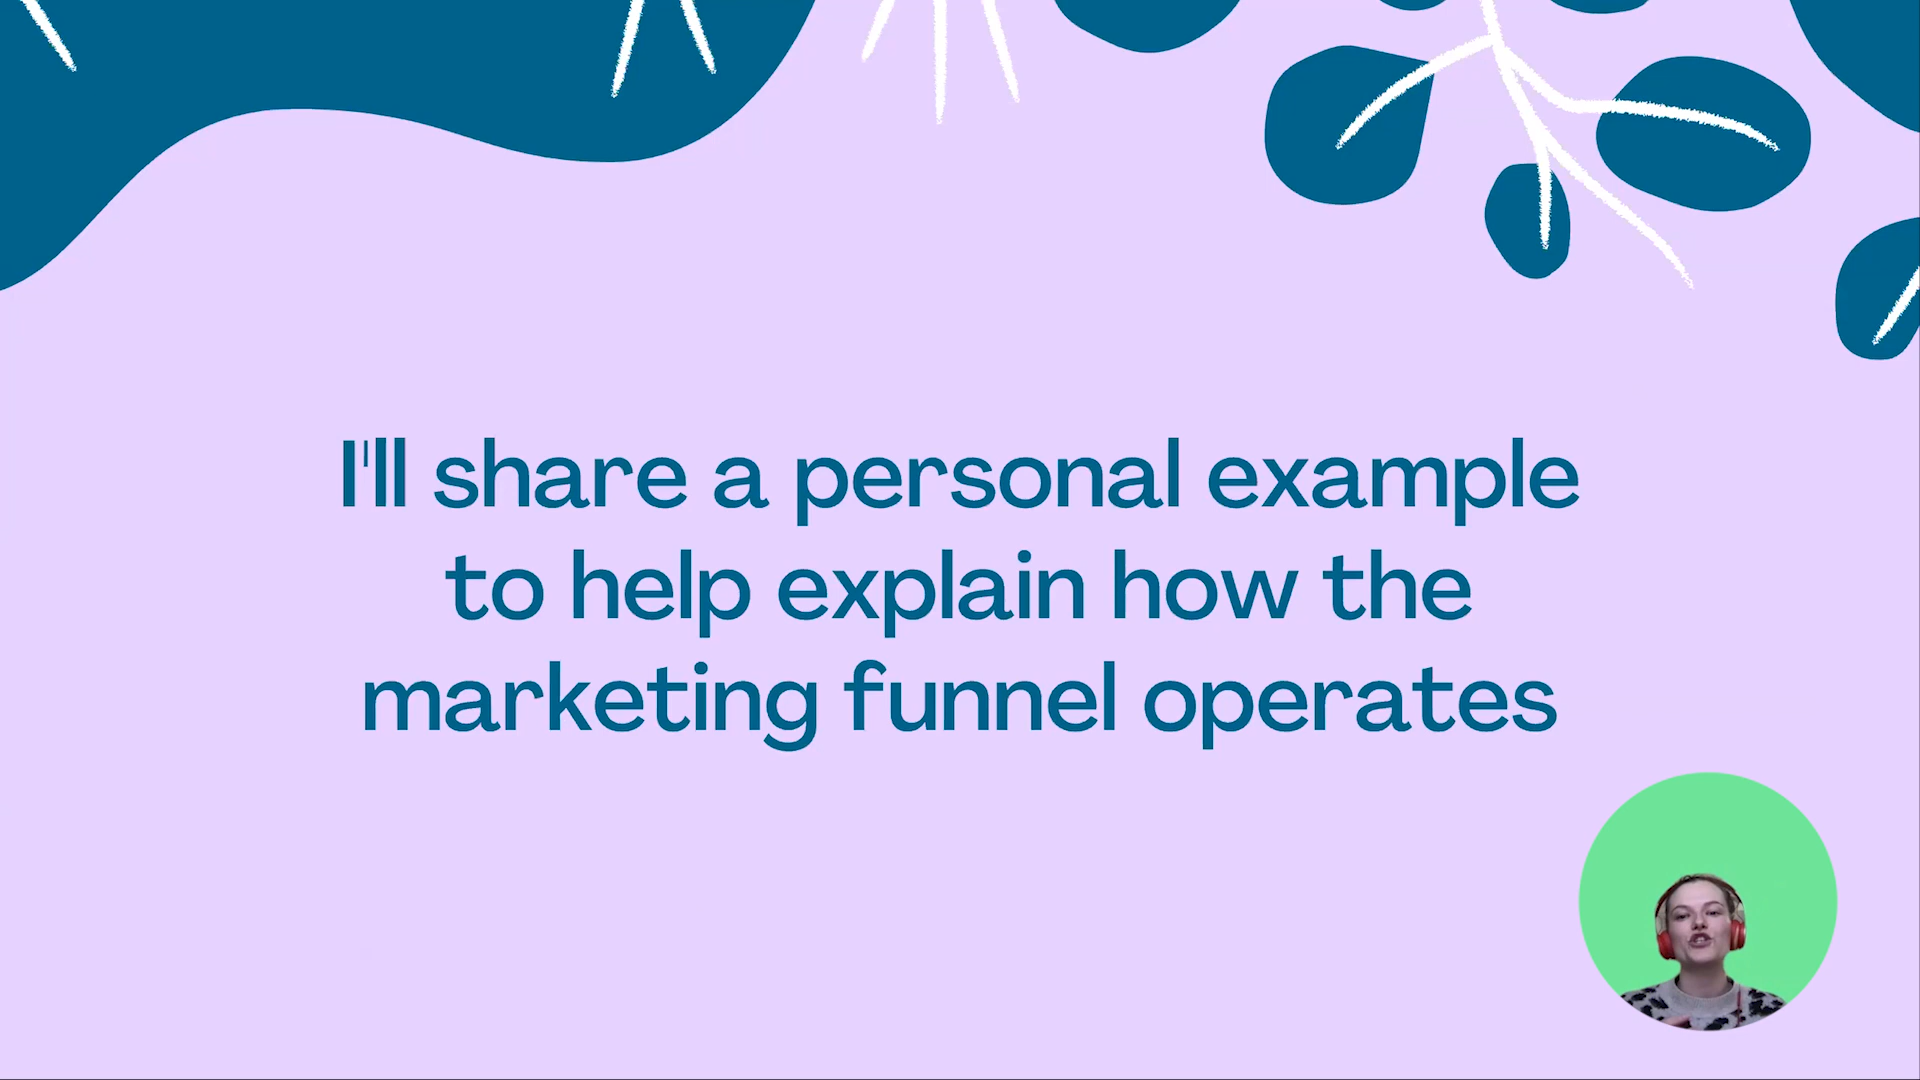 I'll share a personal example
to help explain how the
marketing funnel operates